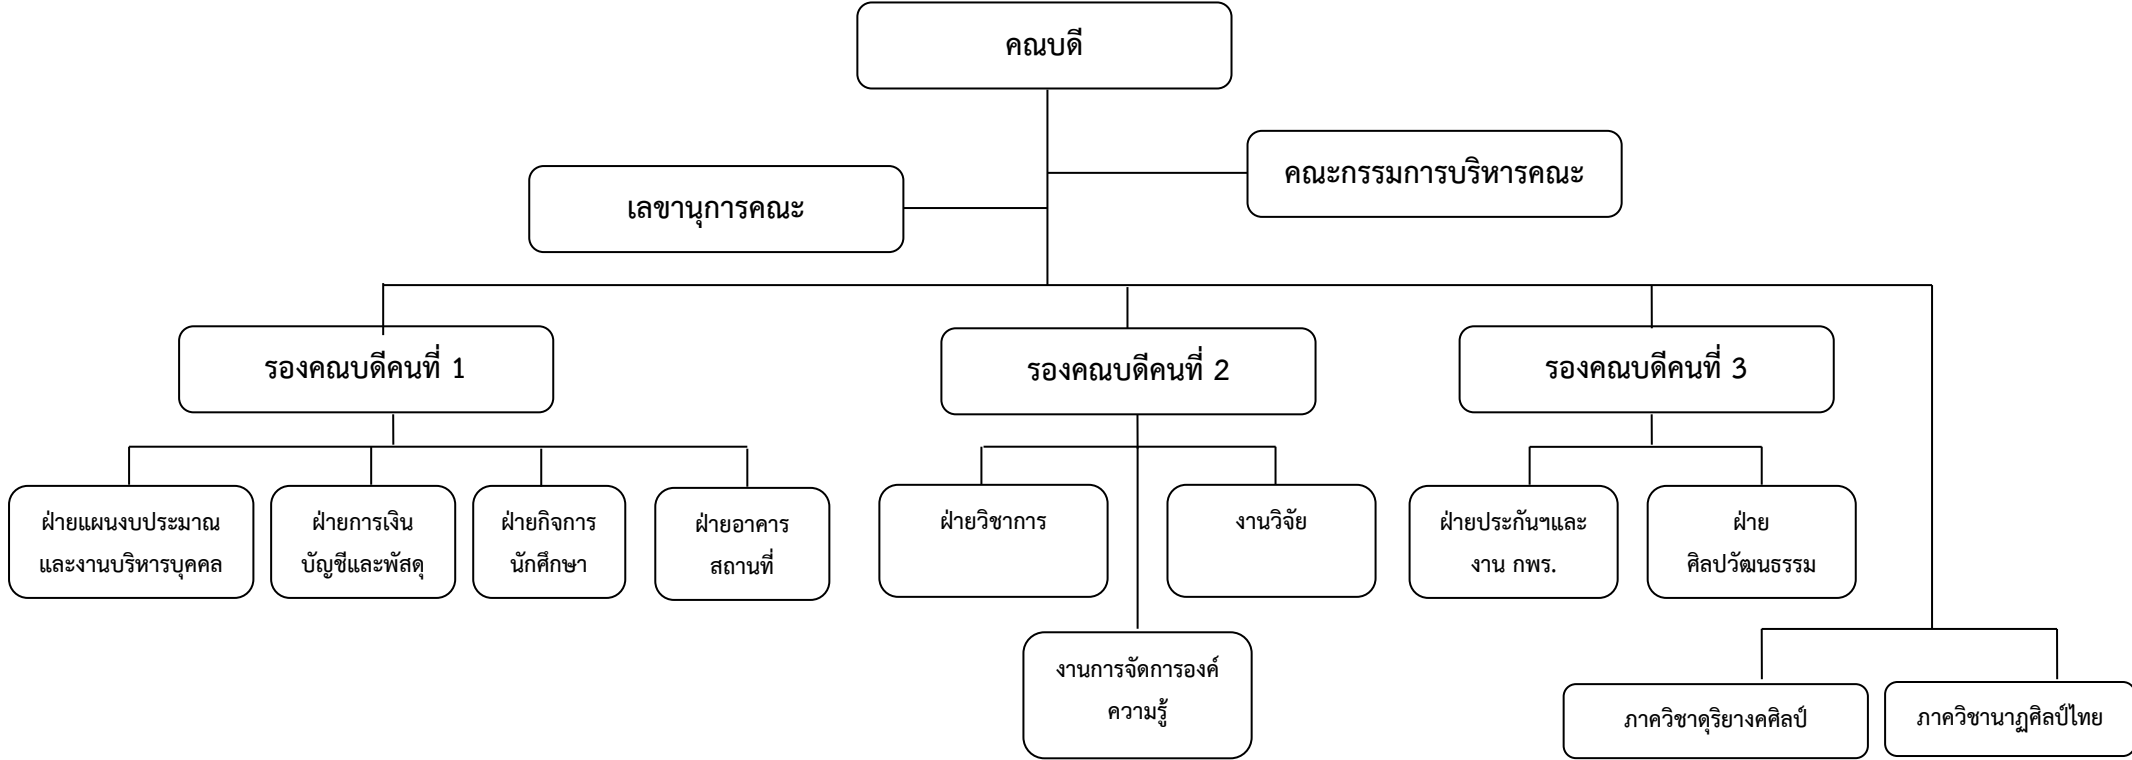 คณบดี
คณะกรรมการบริหารคณะ
เลขานุการคณะ
รองคณบดีคนที่ 1
รองคณบดีคนที่ 2
รองคณบดีคนที่ 3
ฝ่ายแผนงบประมาณ
และงานบริหารบุคคล
ฝ่ายการเงิน
บัญชีและพัสดุ
ฝ่ายกิจการ
นักศึกษา
ฝ่ายอาคาร
สถานที่
ฝ่ายวิชาการ
งานวิจัย
ฝ่ายประกันฯและ
งาน กพร.
ฝ่าย
ศิลปวัฒนธรรม
งานการจัดการองค์
ความรู้
ภาควิชาดุริยางคศิลป์
ภาควิชานาฏศิลป์ไทย